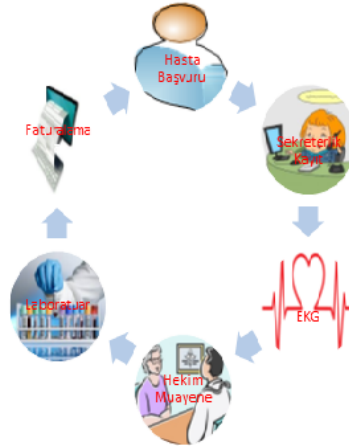 Hasta
Başvuru
Sekreterlik
Kayıt
EKG
Hekim
Muayene
Laboratuar
Faturalama